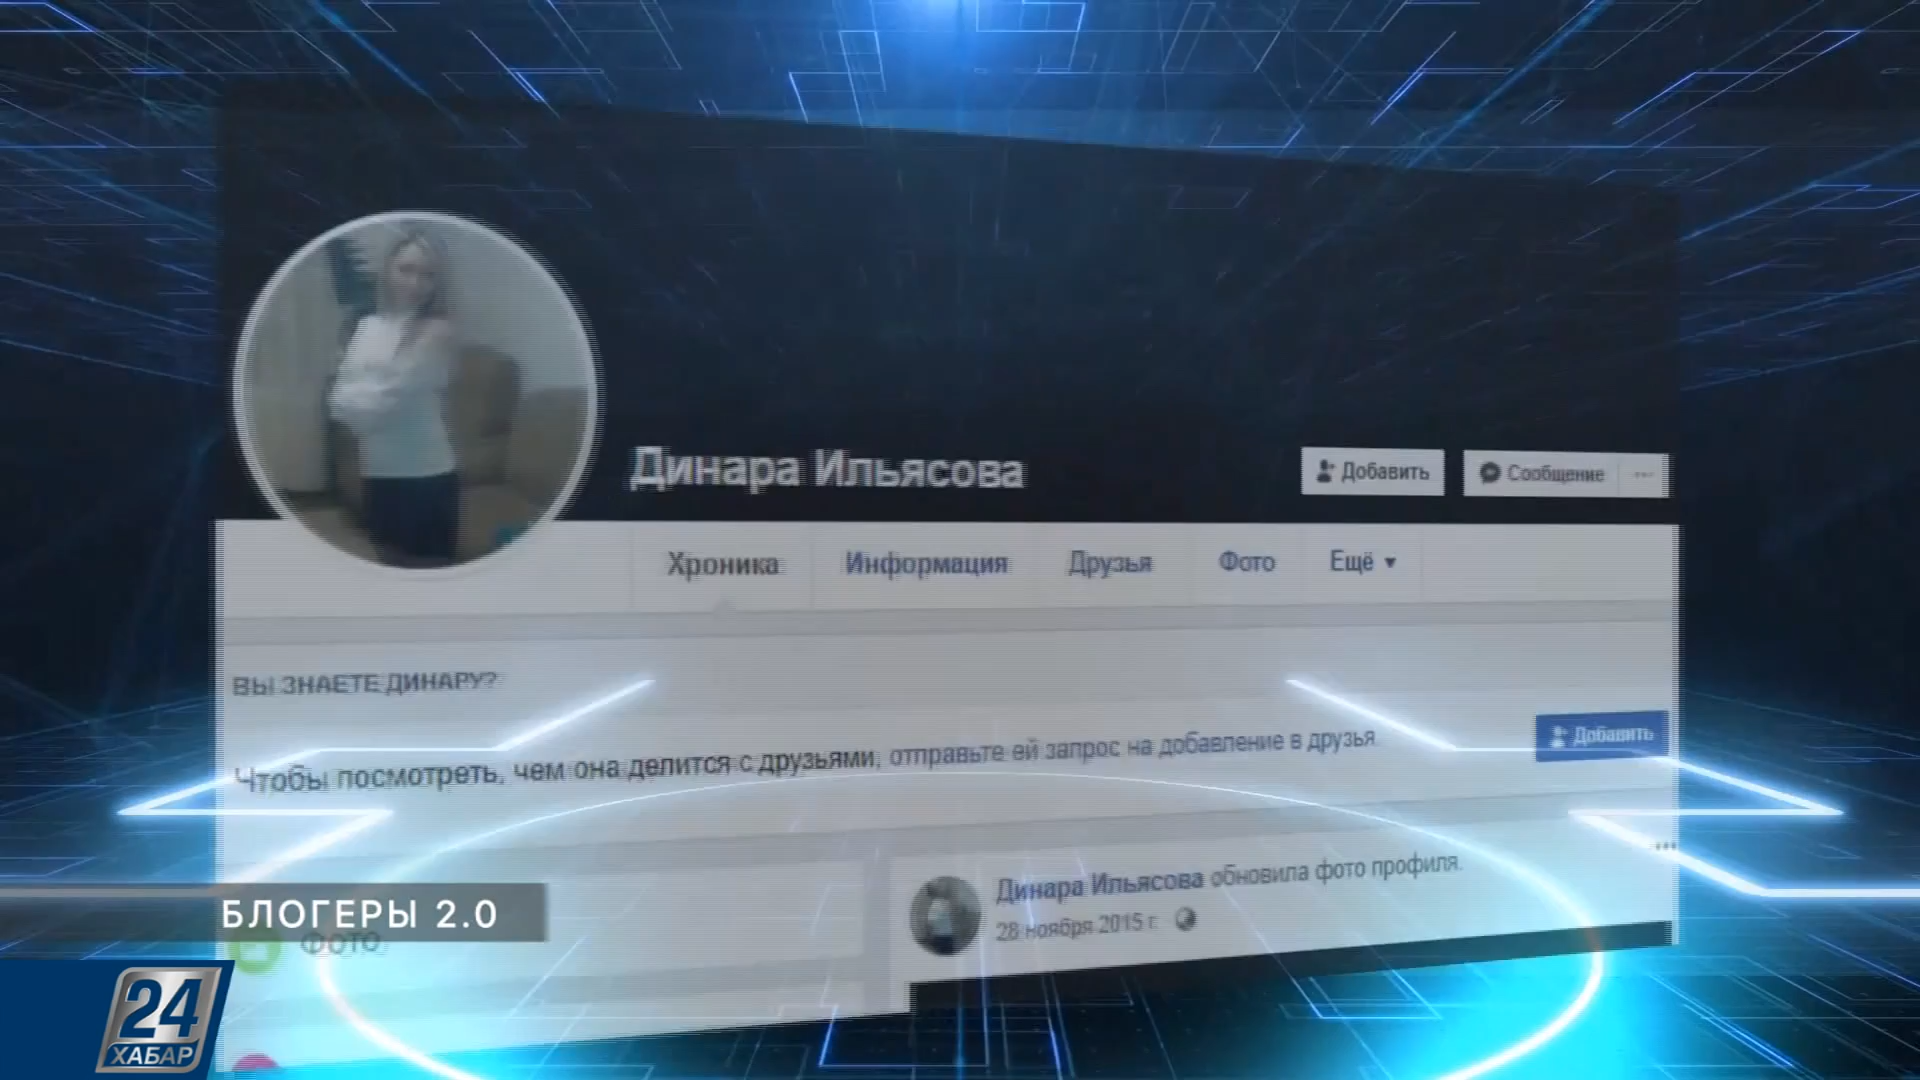 Динара Ильясова
Добавить
Сообщение
Хроника Информация Друзья Фото Ещё
ВЫ ЗНАЕТЕ ДИНАРУ?
Чтобы посмотреть, чем она делится с друзьями, отправьте ей запрос на добавление в друзья.
Добавить
Динара Ильясова обновила фото профиля.
28 ноября 2015 г.
БЛОГЕРЫ 2.0
ФОТО
24
ХАБАР